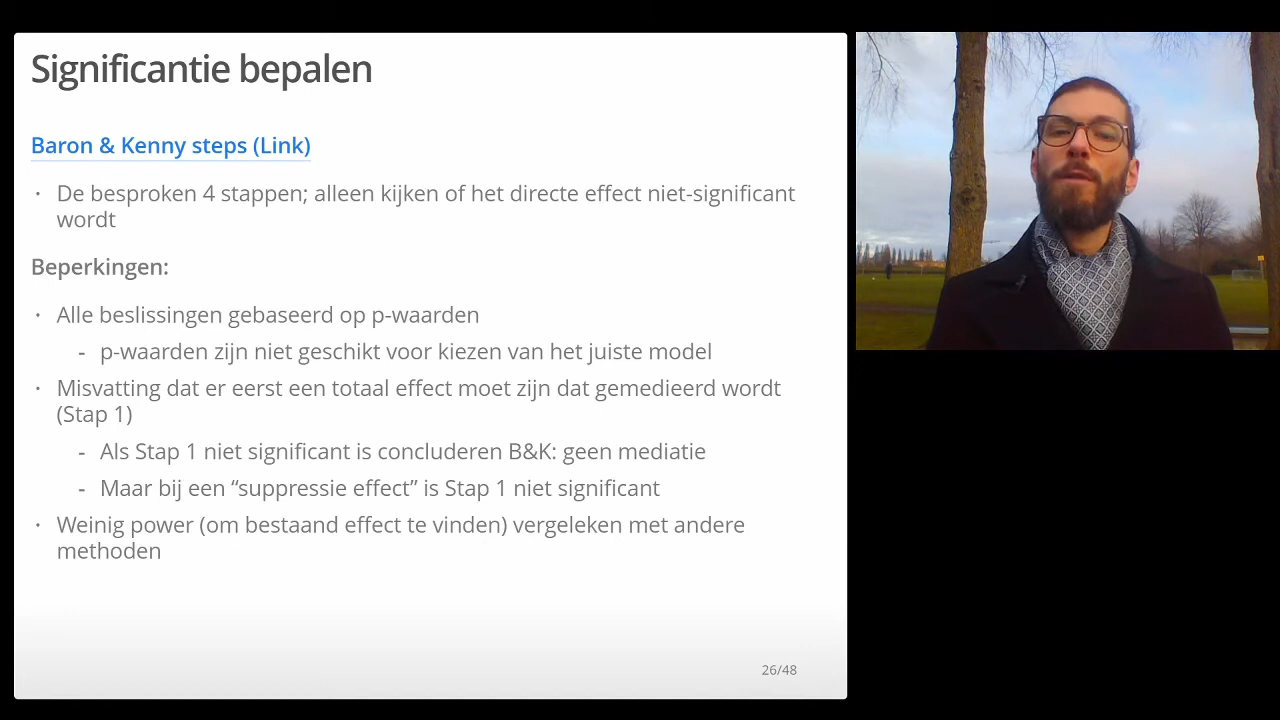 Significantie bepalen
Baron & Kenny steps (Link)
· De besproken 4 stappen; alleen kijken of het directe effect niet-significant
wordt
Beperkingen:
· Alle beslissingen gebaseerd op p-waarden
- p-waarden zijn niet geschikt voor kiezen van het juiste model
· Misvatting dat er eerst een totaal effect moet zijn dat gemedieerd wordt
(Stap 1)
- Als Stap 1 niet significant is concluderen B&K: geen mediatie
- Maar bij een “suppressie effect” is Stap 1 niet significant
· Weinig power (om bestaand effect te vinden) vergeleken met andere
methoden
26/48